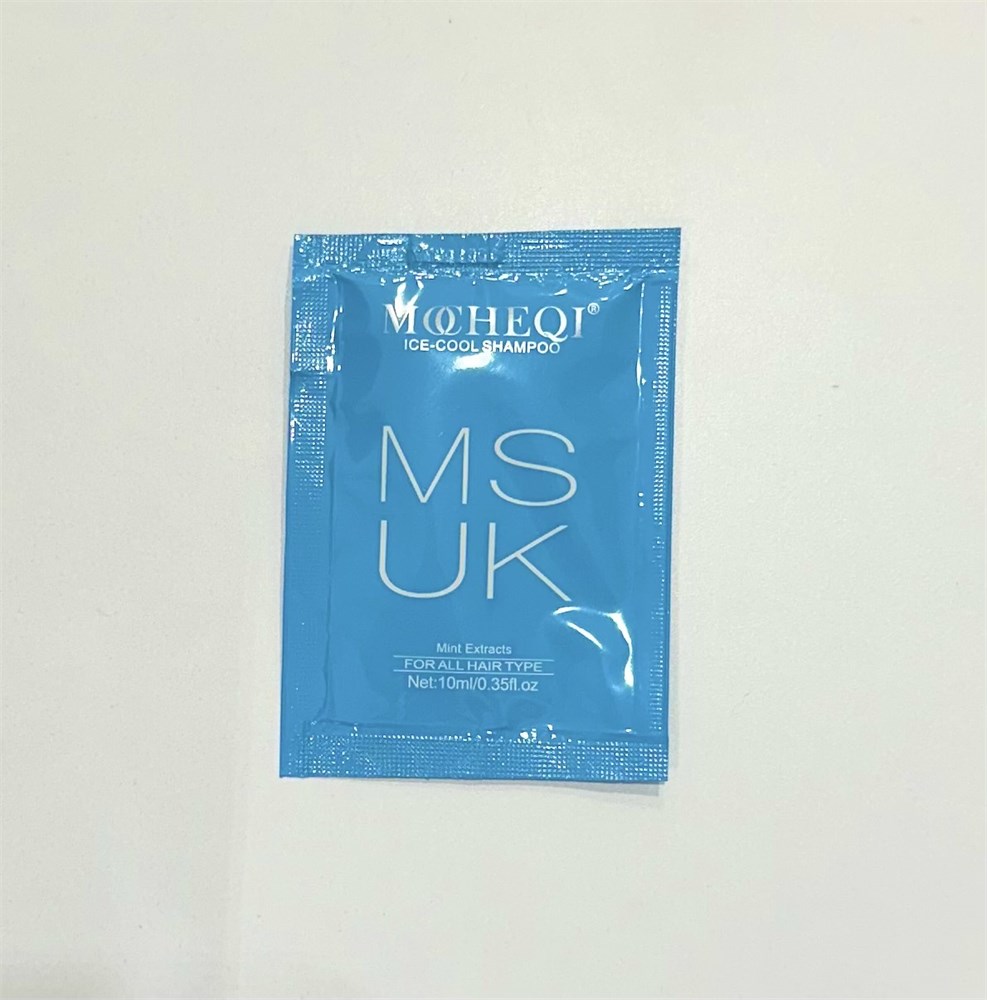 MOCHEQI®
ICE-COOL SHAMPOO
MS
UK
Mint Extracts
FOR ALL HAIR TYPE
Net:10ml/0.35fl.oz